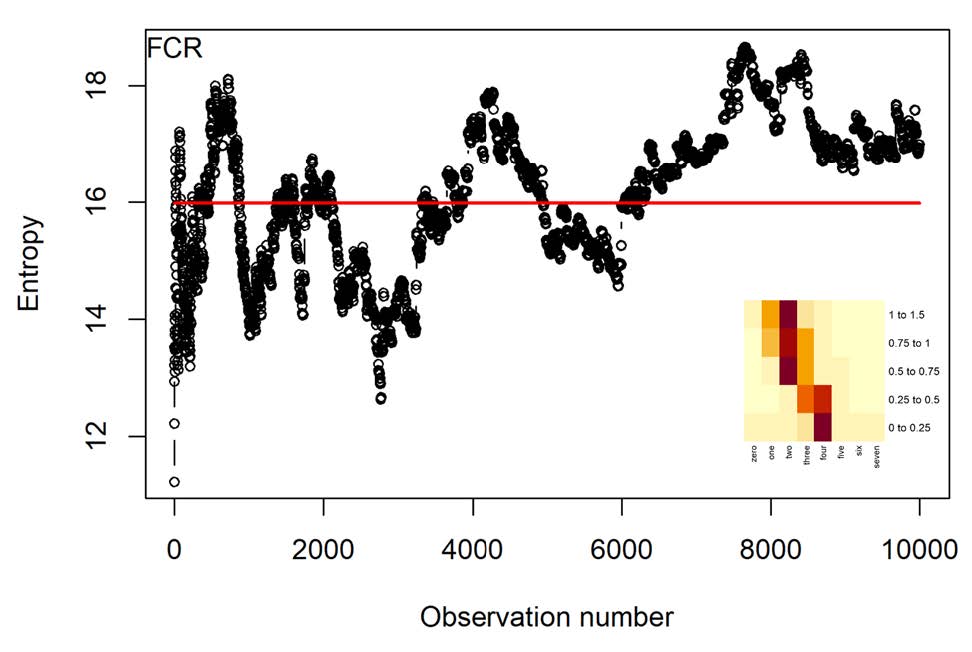 FCR
18
16
14
12
Entropy
1 to 1.5
0.75 to 1
0.5 to 0.75
0.25 to 0.5
0 to 0.25
zero one two three four five six seven
0 2000 4000 6000 8000 10000
Observation number